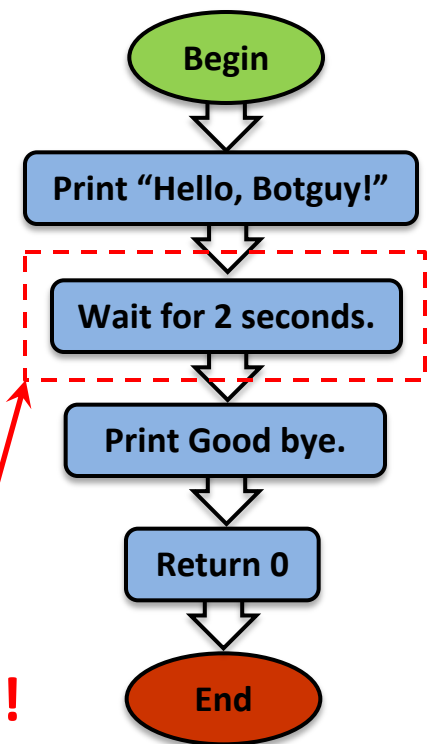 Begin
Print “Hello, Botguy!”
Wait for 2 seconds.
Print Good bye.
Return 0
End
!